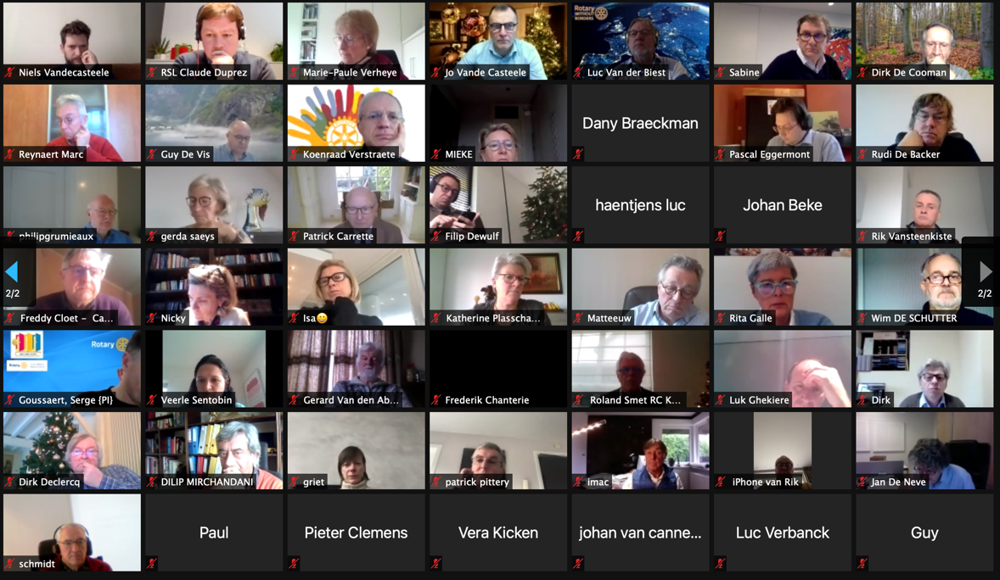 Niels Vandecasteele
RSL Claude Duprez
Marie-Paule Verheye
Jo Vande Casteele
Rotary
WITHOUT
BORDERS
Luc Van der Biest
Sabine
Dirk De Cooman
Reynaert Marc
Guy De Vis
Koenraad Verstraete
MIEKE
Dany Braeckman
Pascal Eggermont
Rudi De Backer
philipgrumieaux
gerda saeys
Patrick Carrette
Filip Dewulf
haentjens luc
Johan Beke
Rik Vansteenkiste
2/2
Freddy Cloet – Ca...
Nicky
Isa😀
Katherine Plasscha...
Matteeuw
Rita Galle
2/2
Wim DE SCHUTTER
Rotary
Goussaert, Serge {PI}
Veerle Sentobin
Gerard Van den Ab...
Frederik Chanterie
Roland Smet RC K...
Luk Ghekiere
Dirk
Dirk Declercq
DILIP MIRCHANDANI
griet
patrick pittery
imac
iPhone van Rik
Jan De Neve
schmidt
Paul
Pieter Clemens
Vera Kicken
johan van canne...
Luc Verbanck
Guy